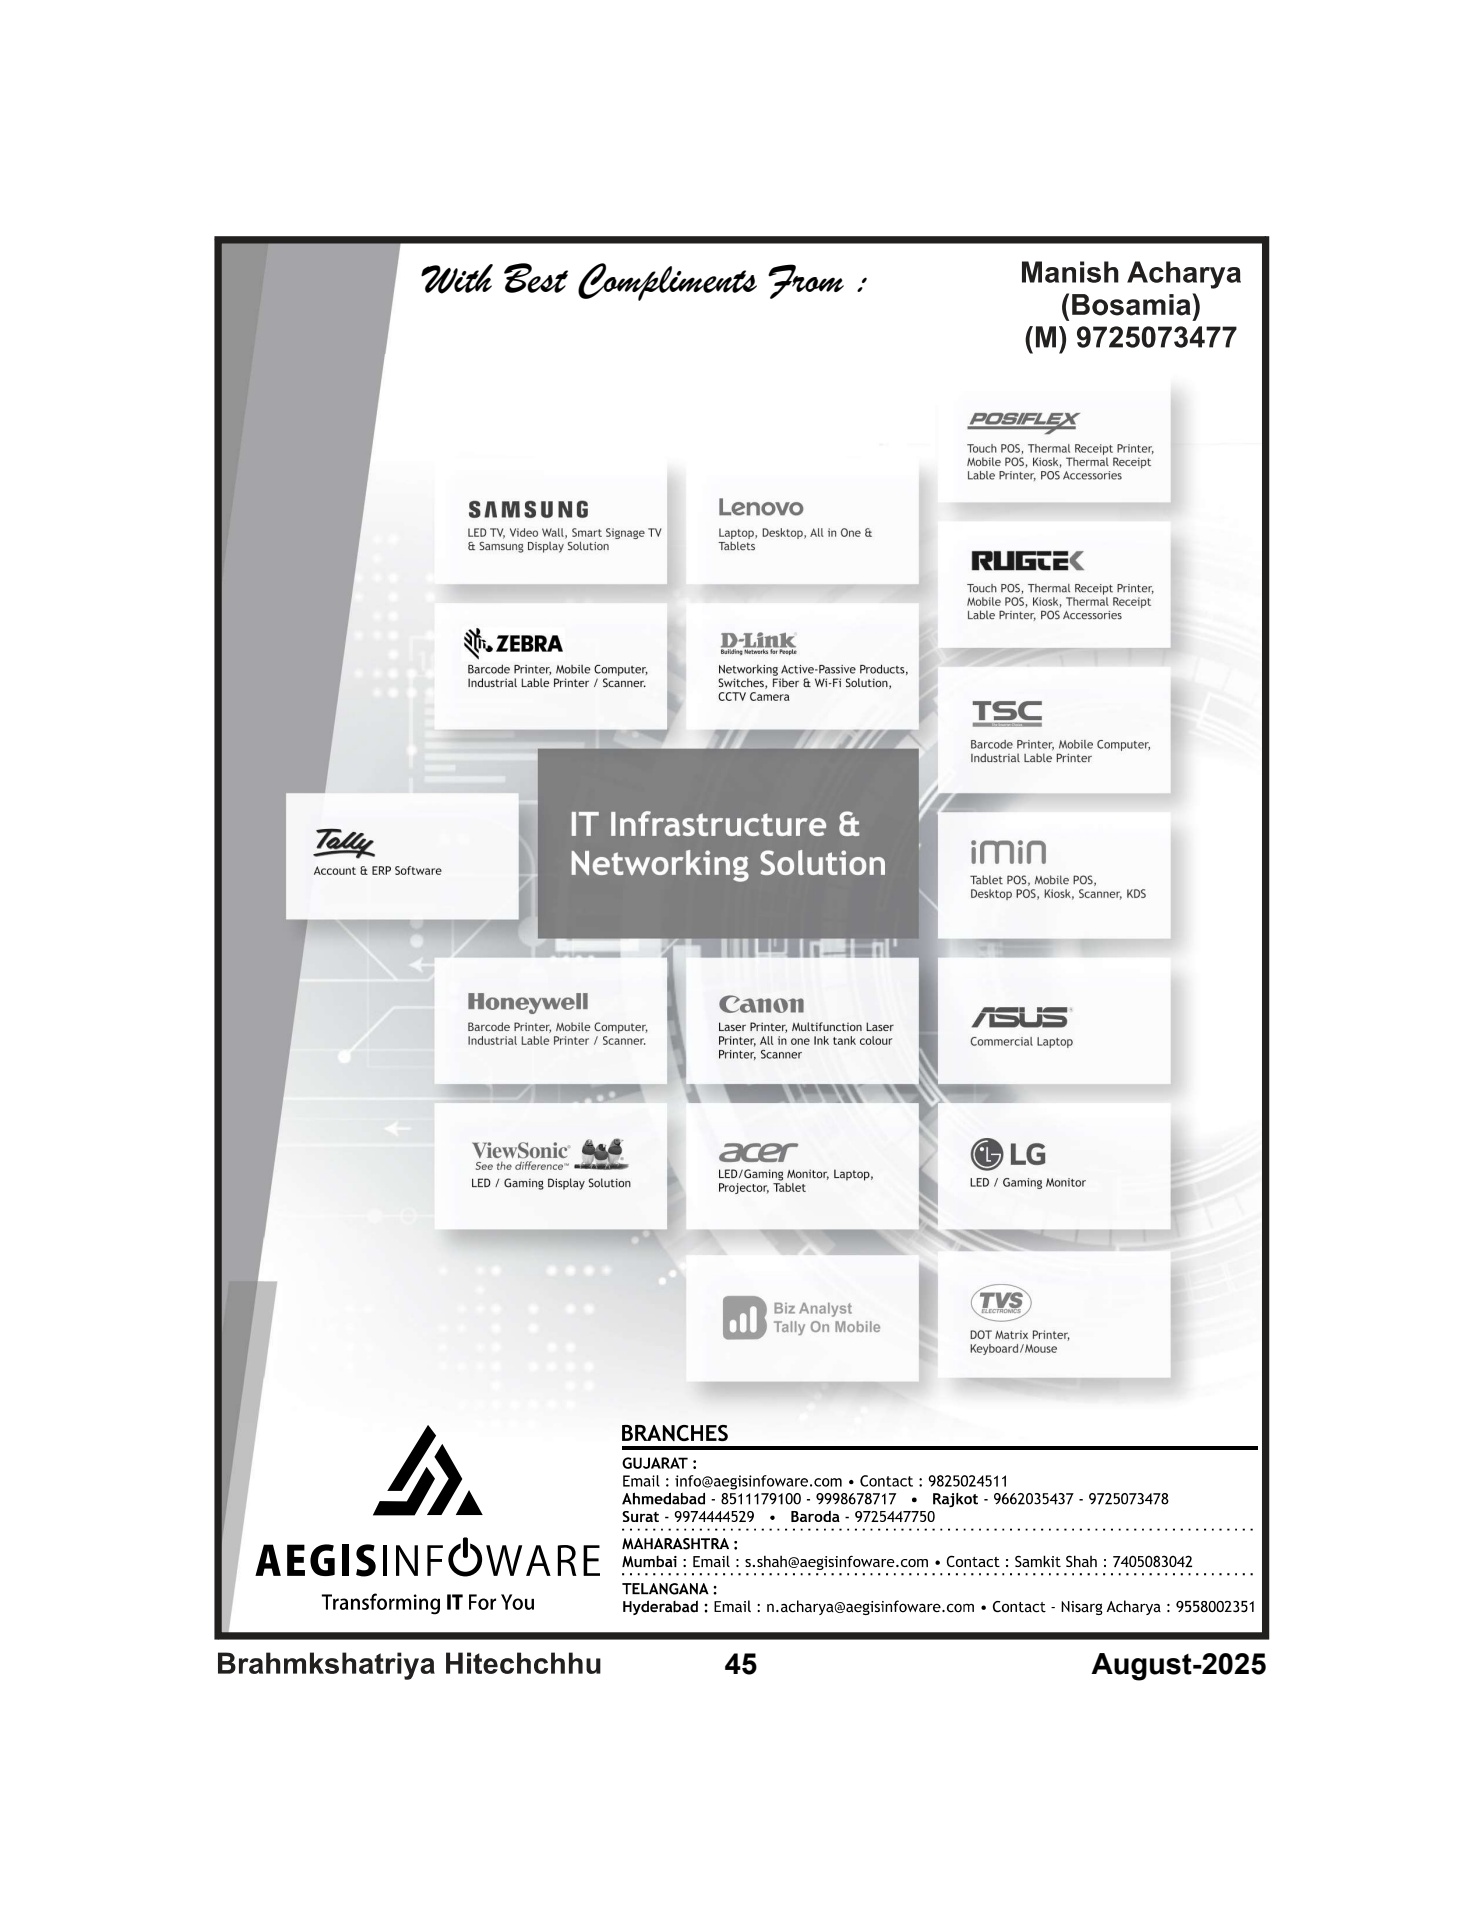 With Best Compliments From :
Manish Acharya
(Bosamia)
(M) 9725073477
POSIFLEX
Touch POS, Thermal Receipt Printer,
Mobile POS, Kiosk, Thermal Receipt
Lable Printer, POS Accessories
SAMSUNG
LED TV, Video Wall, Smart Signage TV
& Samsung Display Solution
Lenovo
Laptop, Desktop, All in One &
Tablets
RUGTEK
Touch POS, Thermal Receipt Printer,
Mobile POS, Kiosk, Thermal Receipt
Lable Printer, POS Accessories
ZEBRA
Barcode Printer, Mobile Computer,
Industrial Lable Printer / Scanner.
D-Link
Building Networks for People
Networking Active-Passive Products,
Switches, Fiber & Wi-Fi Solution,
CCTV Camera
TSC
Barcode Printer, Mobile Computer,
Industrial Lable Printer
Tally
Account & ERP Software
IT Infrastructure &
Networking Solution
iMiN
Tablet POS, Mobile POS,
Desktop POS, Kiosk, Scanner, KDS
Honeywell
Barcode Printer, Mobile Computer,
Industrial Lable Printer / Scanner.
Canon
Laser Printer, Multifunction Laser
Printer, All in one Ink tank colour
Printer, Scanner
ASUS
Commercial Laptop
ViewSonic®
See the difference™
LED / Gaming Display Solution
acer
LED/Gaming Monitor, Laptop,
Projector, Tablet
LG
LED / Gaming Monitor
Biz Analyst
Tally On Mobile
TVS
ELECTRONICS
DOT Matrix Printer,
Keyboard/Mouse
AEGISINFOWARE
Transforming IT For You
BRANCHES
GUJARAT :
Email : info@aegisinfoware.com • Contact : 9825024511
Ahmedabad - 8511179100 - 9998678717 • Rajkot - 9662035437 - 9725073478
Surat - 9974444529 • Baroda - 9725447750
MAHARASHTRA :
Mumbai : Email : s.shah@aegisinfoware.com • Contact : Samkit Shah : 7405083042
TELANGANA :
Hyderabad : Email : n.acharya@aegisinfoware.com • Contact - Nisarg Acharya : 9558002351
Brahmkshatriya Hitechchhu 45 August-2025